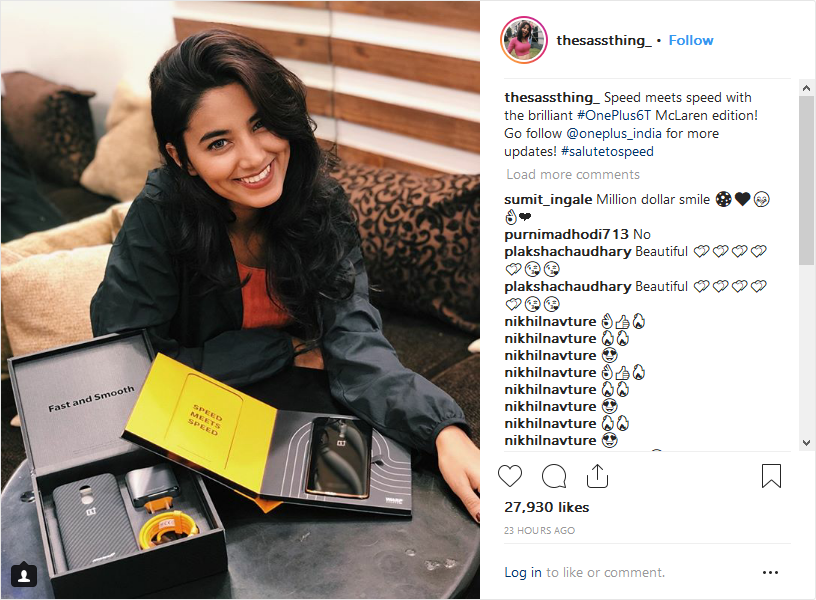 Fast and Smooth
SPEED
MEETS
SPEED
thesassthing_ • Follow
thesassthing_ Speed meets speed with
the brilliant #OnePlus6T McLaren edition!
Go follow @oneplus_india for more
updates! #salutetospeed
Load more comments
sumit_ingale Million dollar smile
purnimadhodi713 No
plakshachaudhary Beautiful
plakshachaudhary Beautiful
nikhilnavture
nikhilnavture
nikhilnavture
nikhilnavture
nikhilnavture
nikhilnavture
nikhilnavture
nikhilnavture
27,930 likes
23 HOURS AGO
Log in to like or comment.